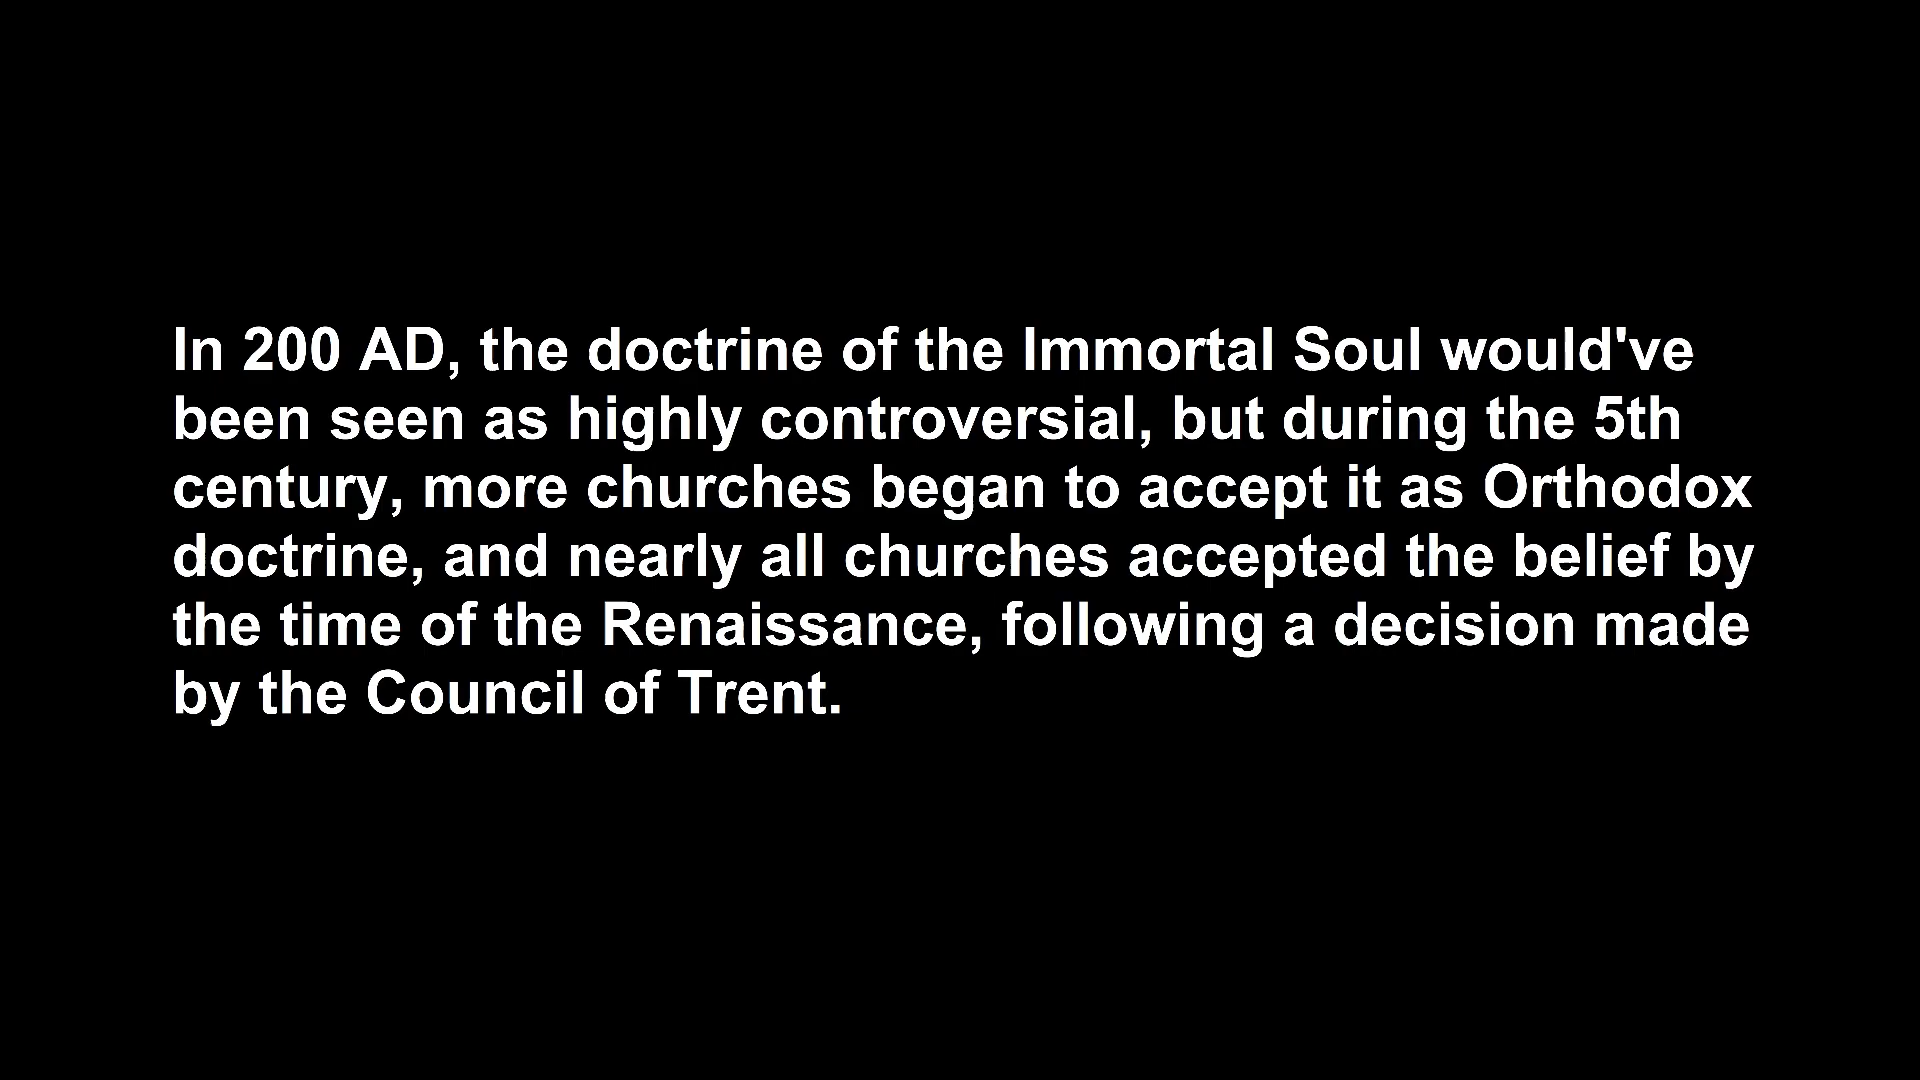 In 200 AD, the doctrine of the Immortal Soul would've
been seen as highly controversial, but during the 5th
century, more churches began to accept it as Orthodox
doctrine, and nearly all churches accepted the belief by
the time of the Renaissance, following a decision made
by the Council of Trent.